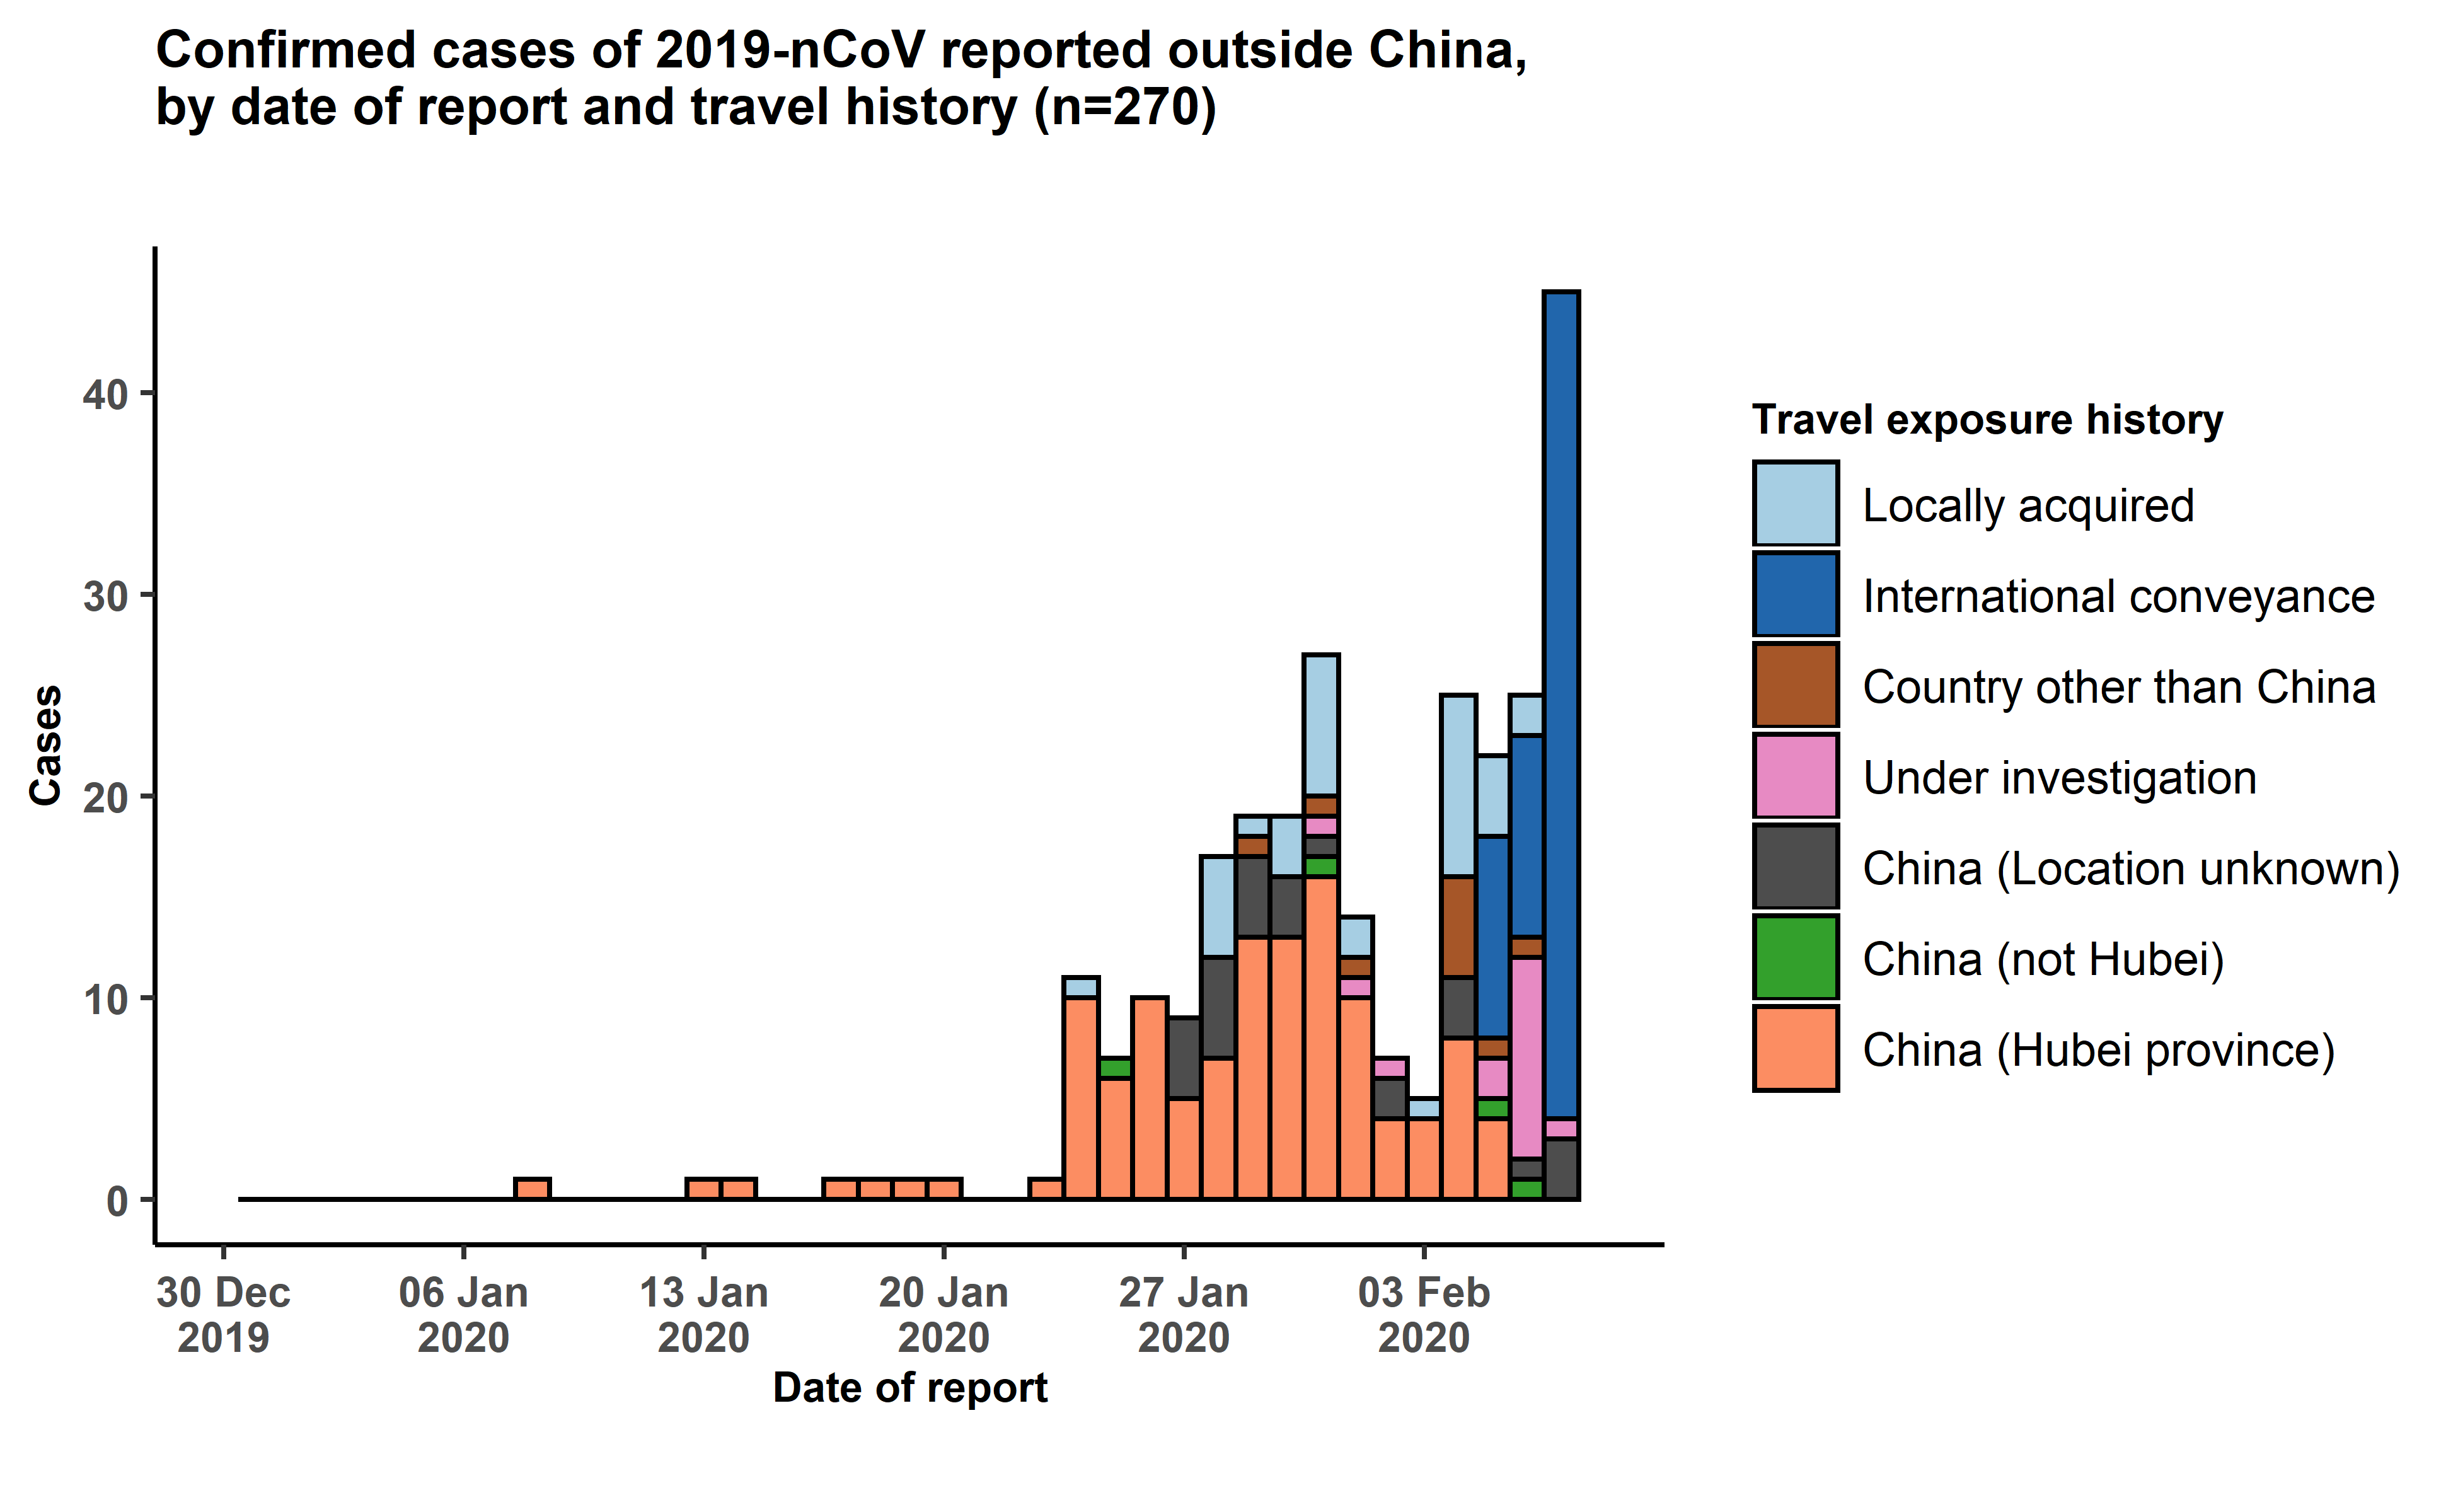 Confirmed cases of 2019-nCoV reported outside China,
by date of report and travel history (n=270)
40
30
20
10
0
Cases
30 Dec
2019
06 Jan
2020
13 Jan
2020
20 Jan
2020
27 Jan
2020
03 Feb
2020
Date of report
Travel exposure history
Locally acquired
International conveyance
Country other than China
Under investigation
China (Location unknown)
China (not Hubei)
China (Hubei province)